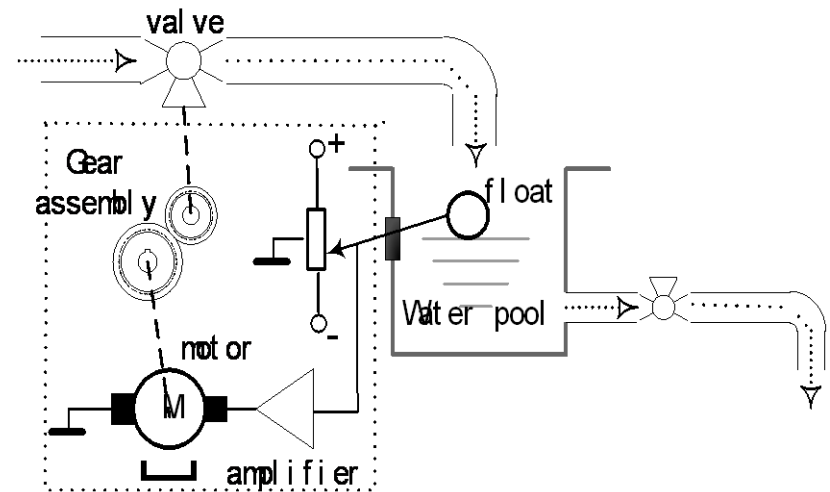 valve
Gear
assembly
+
float
Water pool
-
motor
M
amplifier